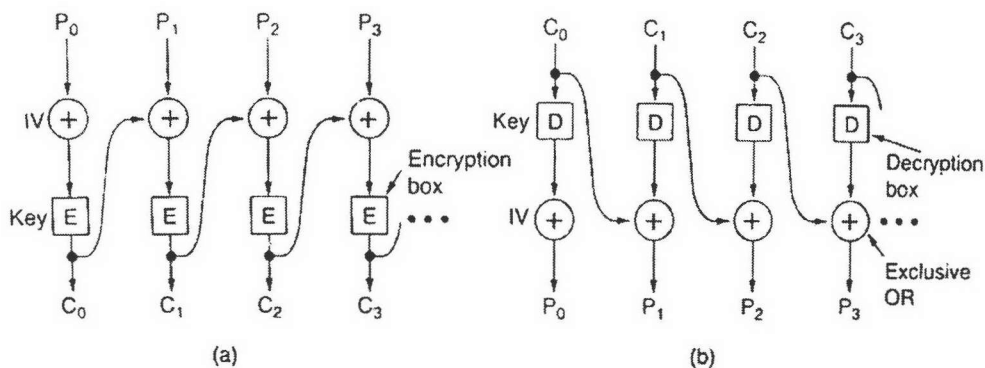 P0 P1 P2 P3
IV + + + +
Encryption box
Key E E E E
C0 C1 C2 C3
(a)
C0 C1 C2 C3
Key D D D D
Decryption box
IV + + + +
Exclusive OR
P0 P1 P2 P3
(b)